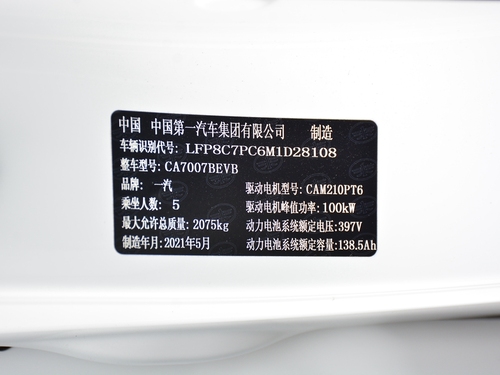 中国 中国第一汽车集团有限公司 制造
车辆识别代号: LFP8C7PC6M1D28108
整车型号: CA7007BEVB
品牌: 一汽 驱动电机型号: CAM210PT6
乘坐人数: 5 驱动电机峰值功率: 100kW
最大允许总质量: 2075kg 动力电池系统额定电压: 397V
制造年月: 2021年5月 动力电池系统额定容量: 138.5Ah